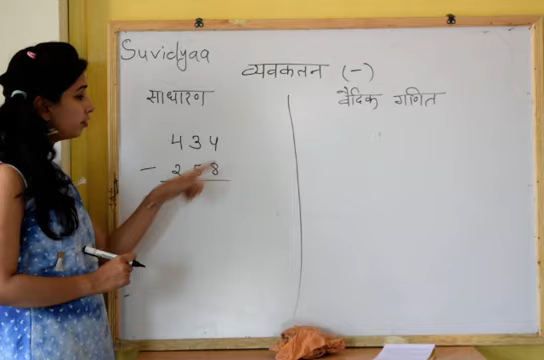 Suvidyaa
व्यवकलन (-)
साधारण
वैदिक गणित
434
- 258